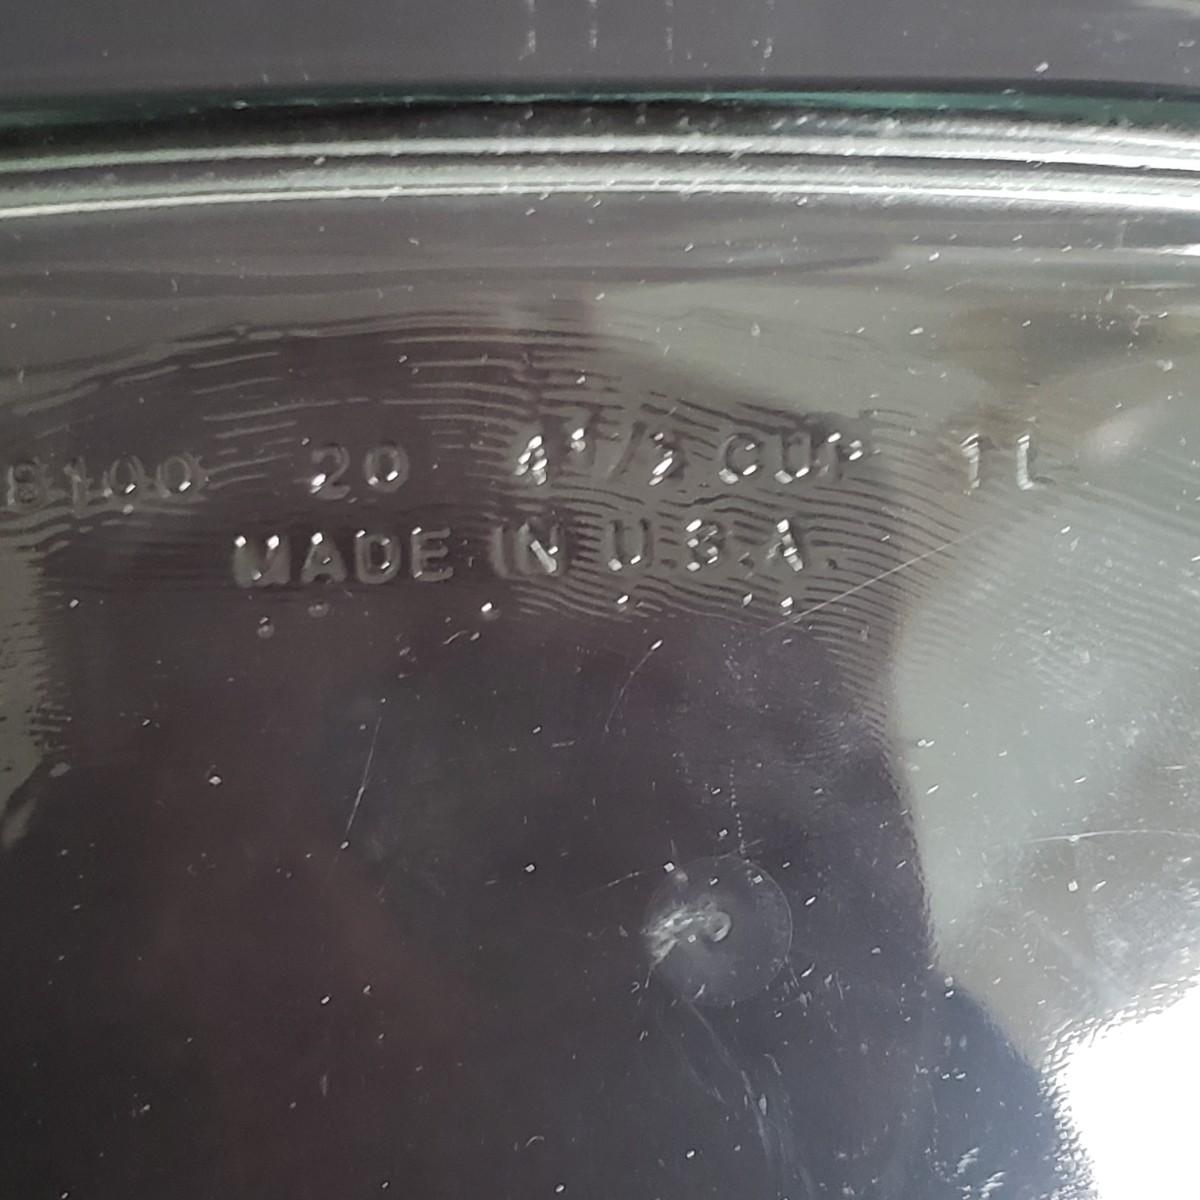 8100 20 4 1/2 CUP 1L
MADE IN U.S.A.